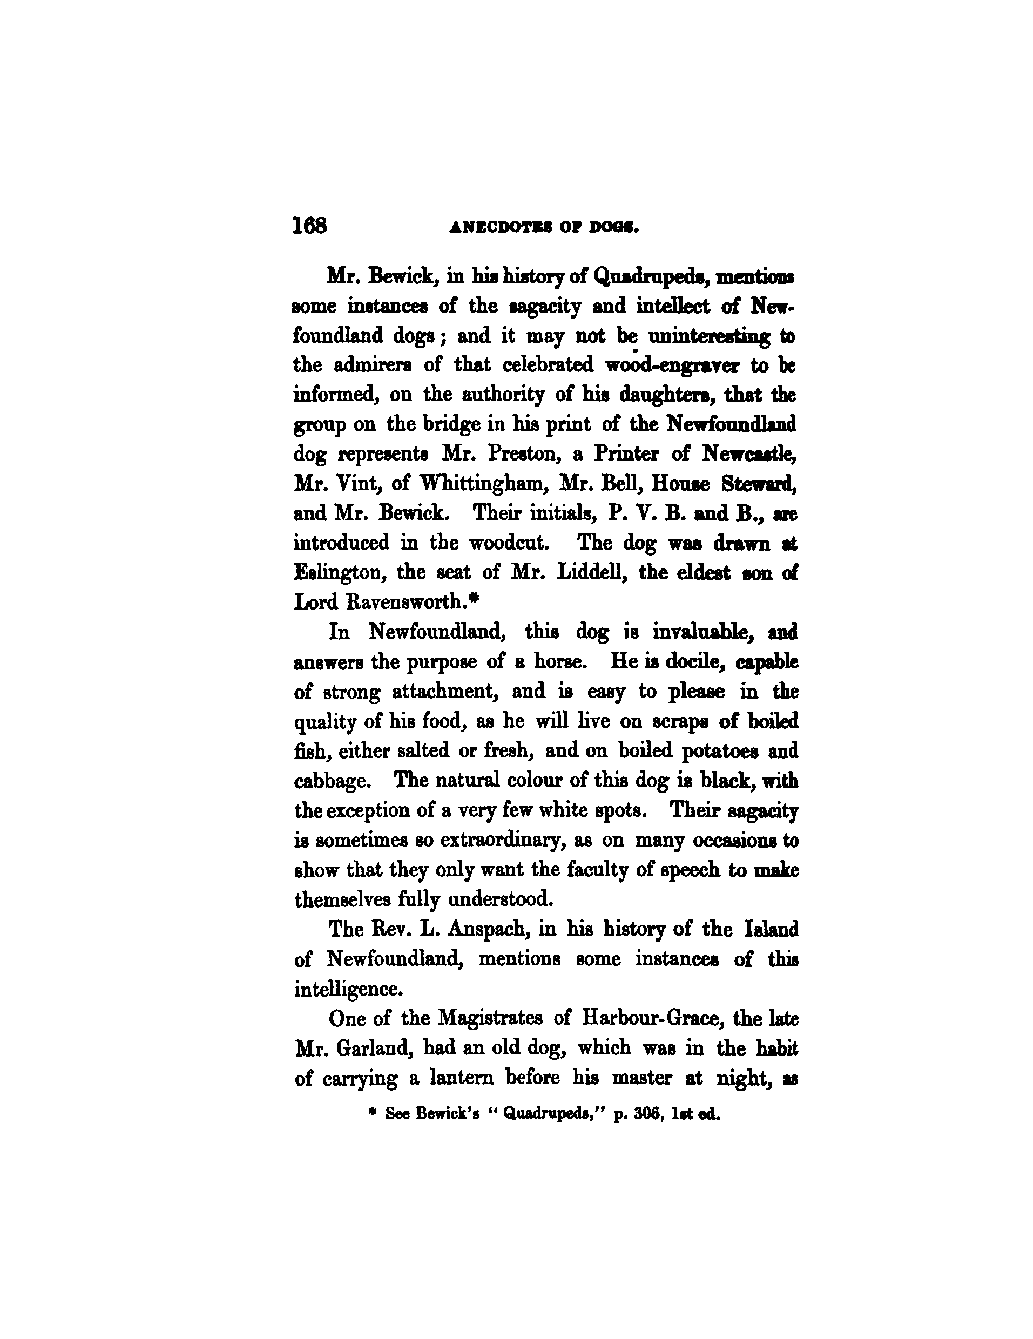 168 ANECDOTES OF DOGS.
Mr. Bewick, in his history of Quadrupeds, mentions
some instances of the sagacity and intellect of New-
foundland dogs; and it may not be uninteresting to
the admirers of that celebrated wood-engraver to be
informed, on the authority of his daughters, that the
group on the bridge in his print of the Newfoundland
dog represents Mr. Preston, a Printer of Newcastle,
Mr. Vint, of Whittingham, Mr. Bell, House Steward,
and Mr. Bewick. Their initials, P. V. B. and B., are
introduced in the woodcut. The dog was drawn at
Eslington, the seat of Mr. Liddell, the eldest son of
Lord Ravensworth.*
In Newfoundland, this dog is invaluable, and
answers the purpose of a horse. He is docile, capable
of strong attachment, and is easy to please in the
quality of his food, as he will live on scraps of boiled
fish, either salted or fresh, and on boiled potatoes and
cabbage. The natural colour of this dog is black, with
the exception of a very few white spots. Their sagacity
is sometimes so extraordinary, as on many occasions to
show that they only want the faculty of speech to make
themselves fully understood.
The Rev. L. Anspach, in his history of the Island
of Newfoundland, mentions some instances of this
intelligence.
One of the Magistrates of Harbour-Grace, the late
Mr. Garland, had an old dog, which was in the habit
of carrying a lantern before his master at night, as
* See Bewick's "Quadrupeds," p. 306, 1st ed.